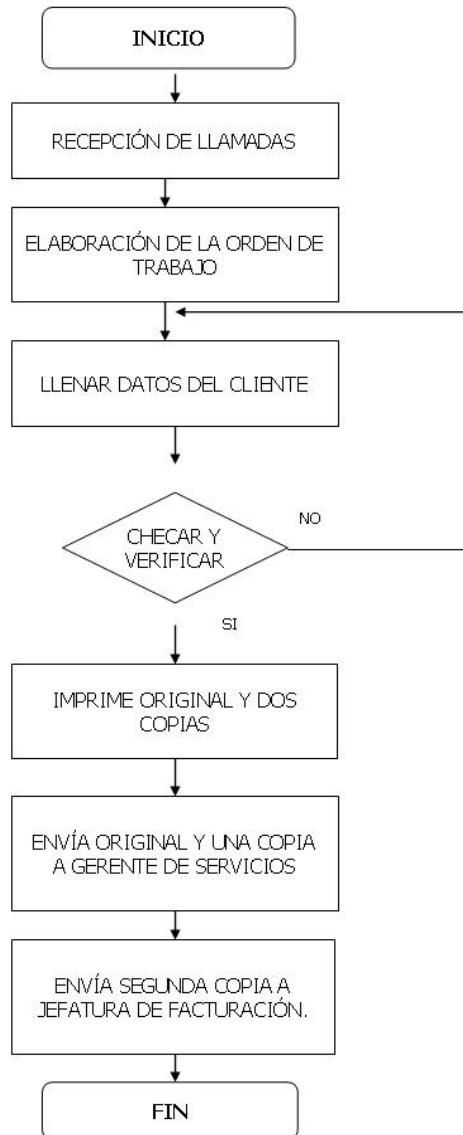 INICIO
RECEPCIÓN DE LLAMADAS
ELABORACIÓN DE LA ORDEN DE
TRABAJO
LLENAR DATOS DEL CLIENTE
CHECAR Y
VERIFICAR
NO
SI
IMPRIME ORIGINAL Y DOS
COPIAS
ENVÍA ORIGINAL Y UNA COPIA
A GERENTE DE SERVICIOS
ENVÍA SEGUNDA COPIA A
JEFATURA DE FACTURACIÓN.
FIN